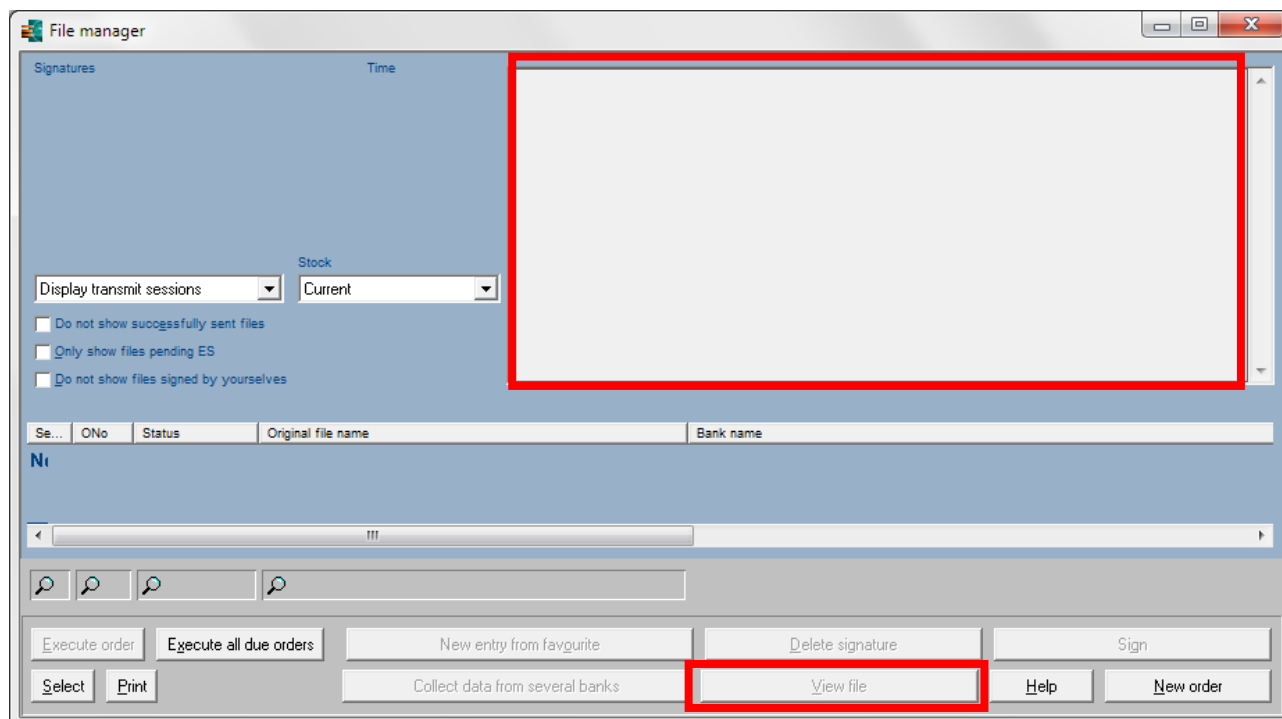 File manager
Signatures Time
Stock
Display transmit sessions Current
Do not show successfully sent files
Only show files pending ES
Do not show files signed by yourselves
Se... ONo Status Original file name Bank name
Execute order Execute all due orders New entry from favourite Delete signature Sign
Select Print Collect data from several banks View file Help New order